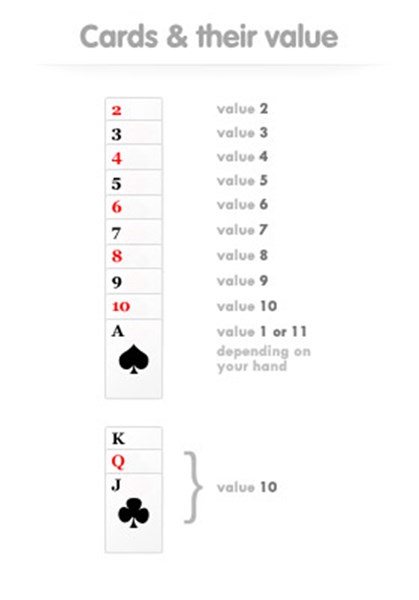 Cards & their value
2 value 2
3 value 3
4 value 4
5 value 5
6 value 6
7 value 7
8 value 8
9 value 9
10 value 10
A value 1 or 11
depending on
your hand
K
Q
J value 10